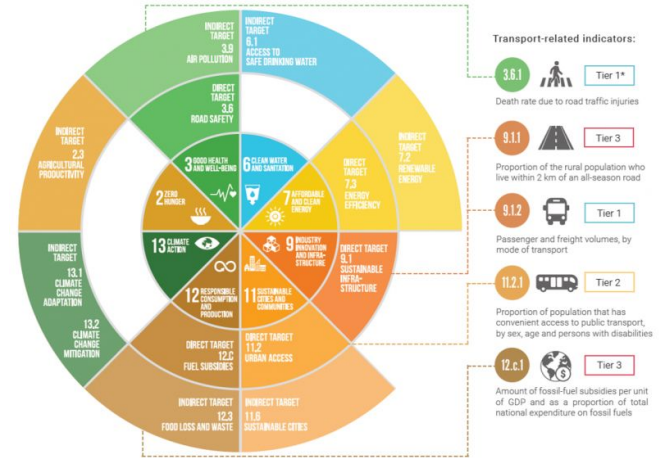 INDIRECT
TARGET
3.9
AIR POLLUTION
INDIRECT
TARGET
6.1
ACCESS TO
SAFE DRINKING WATER
DIRECT
TARGET
3.6
ROAD SAFETY
INDIRECT
TARGET
2.3
AGRICULTURAL
PRODUCTIVITY
INDIRECT
TARGET
7.2
RENEWABLE
ENERGY
DIRECT
TARGET
7.3
ENERGY
EFFICIENCY
3 GOOD HEALTH
AND WELL-BEING
6 CLEAN WATER
AND SANITATION
2 ZERO
HUNGER
7 AFFORDABLE
AND CLEAN
ENERGY
13 CLIMATE
ACTION
9 INDUSTRY
INNOVATION
AND INFRA-
STRUCTURE
12 RESPONSIBLE
CONSUMPTION
AND
PRODUCTION
11 SUSTAINABLE
CITIES AND
COMMUNITIES
DIRECT TARGET
9.1
SUSTAINABLE
INFRA-
STRUCTURE
INDIRECT
TARGET
13.1
CLIMATE
CHANGE
ADAPTATION
13.2
CLIMATE
CHANGE
MITIGATION
DIRECT TARGET
12.C
FUEL SUBSIDIES
DIRECT TARGET
11.2
URBAN ACCESS
INDIRECT TARGET
12.3
FOOD LOSS AND WASTE
INDIRECT TARGET
11.6
SUSTAINABLE CITIES
Transport-related indicators:
3.6.1 Tier 1*
Death rate due to road traffic injuries
9.1.1 Tier 3
Proportion of the rural population who
live within 2 km of an all-season road
9.1.2 Tier 1
Passenger and freight volumes, by
mode of transport
11.2.1 Tier 2
Proportion of population that has
convenient access to public transport,
by sex, age and persons with disabilities
12.c.1 Tier 3
Amount of fossil-fuel subsidies per unit
of GDP and as a proportion of total
national expenditure on fossil fuels